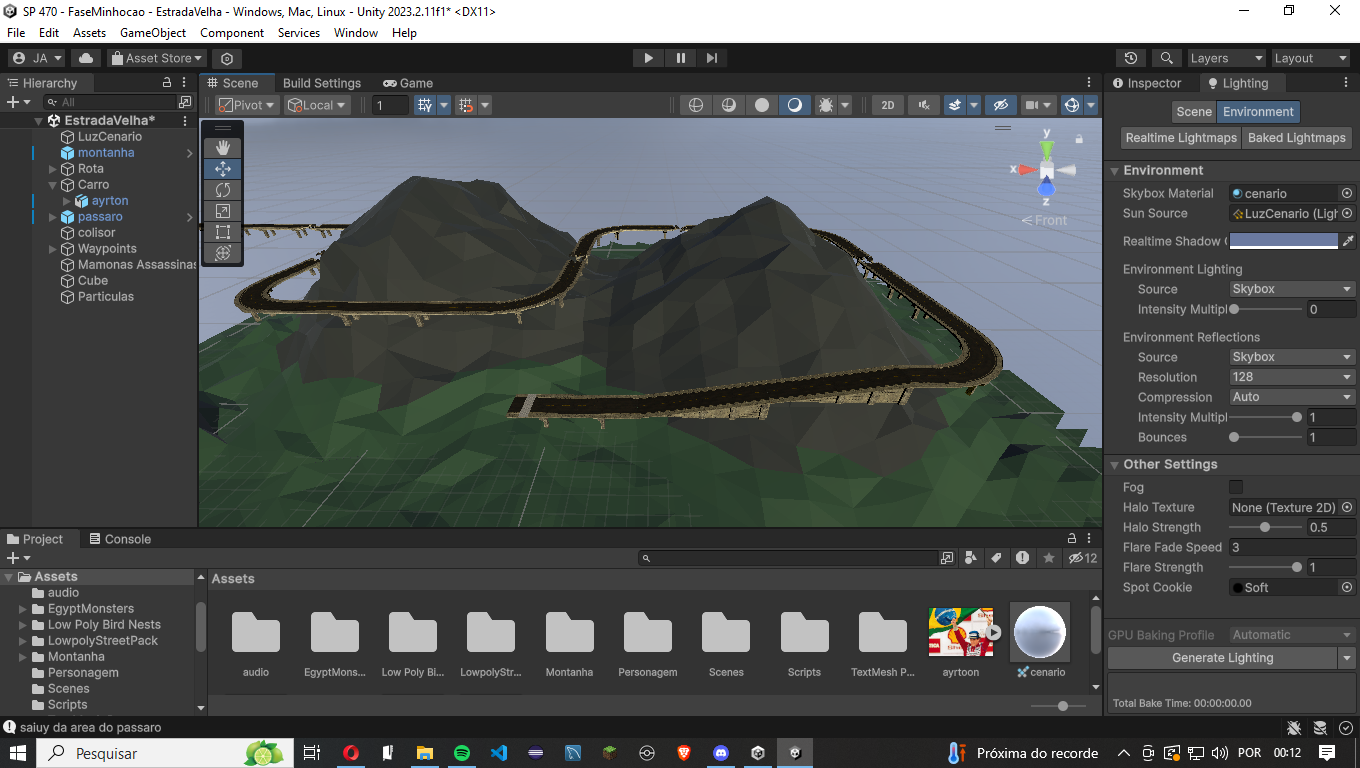 SP 470 - FaseMinhocao - EstradaVelha - Windows, Mac, Linux - Unity 2023.2.11f1* <DX11>
File Edit Assets GameObject Component Services Window Help
JA Asset Store Layers Layout
Hierarchy
All
EstradaVelha*
LuzCenario
montanha
Rota
Carro
ayrton
passaro
colisor
Waypoints
Mamonas Assassinas
Cube
Particulas
Scene Build Settings Game
Pivot Local 1 2D
y
x
z
Front
Inspector Lighting
Scene Environment
Realtime Lightmaps Baked Lightmaps
Environment
Skybox Material cenario
Sun Source LuzCenario (Ligh
Realtime Shadow C
Environment Lighting
Source Skybox
Intensity Multipl 0
Environment Reflections
Source Skybox
Resolution 128
Compression Auto
Intensity Multipl 1
Bounces 1
Other Settings
Fog
Halo Texture None (Texture 2D)
Halo Strength 0.5
Flare Fade Speed 3
Flare Strength 1
Spot Cookie Soft
GPU Baking Profile Automatic
Generate Lighting
Total Bake Time: 00:00:00.00
Project Console
12
Assets
audio
EgyptMonsters
Low Poly Bird Nests
LowpolyStreetPack
Montanha
Personagem
Scenes
Scripts
Assets
audio EgyptMons... Low Poly Bi... LowpolyStr... Montanha Personagem Scenes Scripts TextMesh P... ayrtoon cenario
saiuy da area do passaro
Pesquisar Próxima do recorde POR 00:12